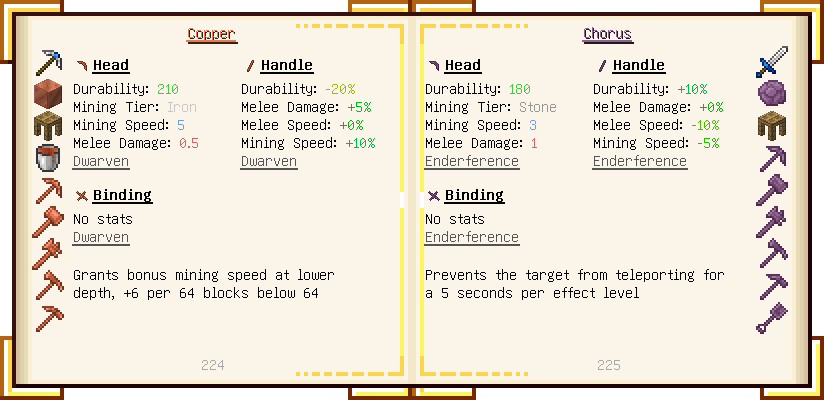 Copper
Head
Durability: 210
Mining Tier: Iron
Mining Speed: 5
Melee Damage: 0.5
Dwarven
Handle
Durability: -20%
Melee Damage: +5%
Melee Speed: +0%
Mining Speed: +10%
Dwarven
Binding
No stats
Dwarven
Grants bonus mining speed at lower
depth, +6 per 64 blocks below 64
224
Chorus
Head
Durability: 180
Mining Tier: Stone
Mining Speed: 3
Melee Damage: 1
Enderference
Handle
Durability: +10%
Melee Damage: +0%
Melee Speed: -10%
Mining Speed: -5%
Enderference
Binding
No stats
Enderference
Prevents the target from teleporting for
a 5 seconds per effect level
225